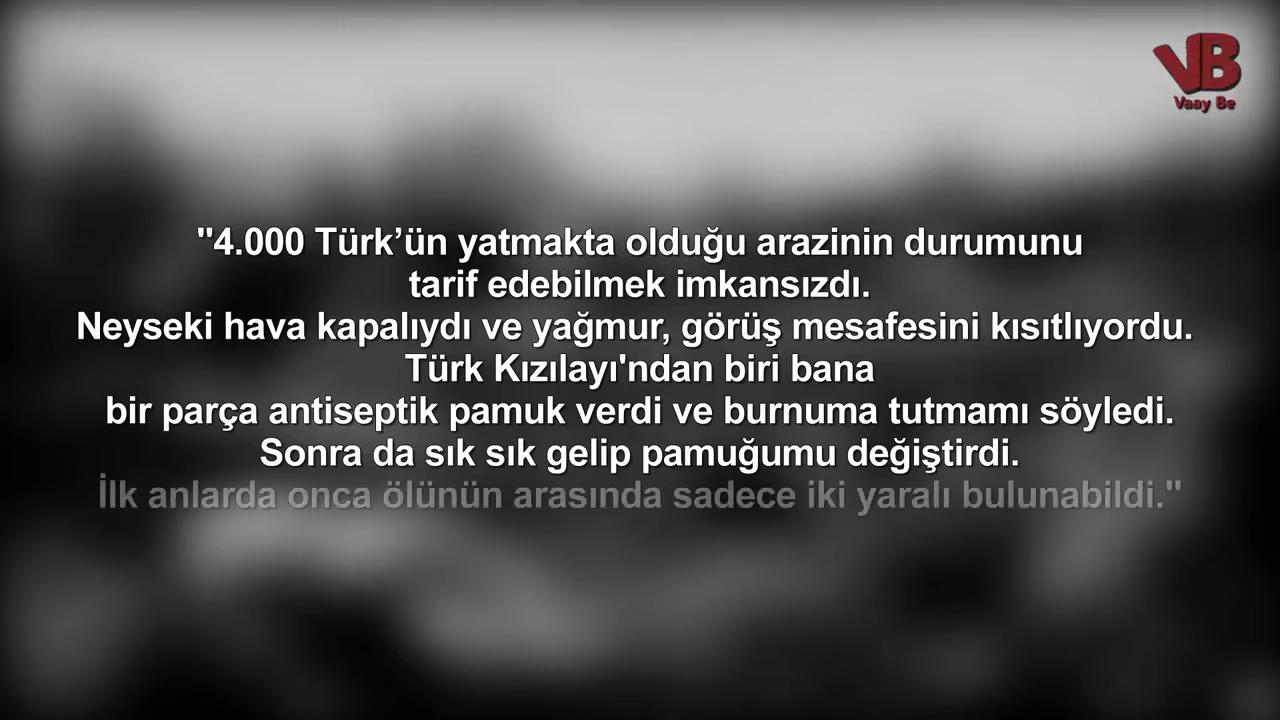 VB
Vaay Be
"4.000 Türk’ün yatmakta olduğu arazinin durumunu
tarif edebilmek imkansızdı.
Neyseki hava kapalıydı ve yağmur, görüş mesafesini kısıtlıyordu.
Türk Kızılayı'ndan biri bana
bir parça antiseptik pamuk verdi ve burnuma tutmamı söyledi.
Sonra da sık sık gelip pamuğumu değiştirdi.
İlk anlarda onca ölünün arasında sadece iki yaralı bulunabildi."